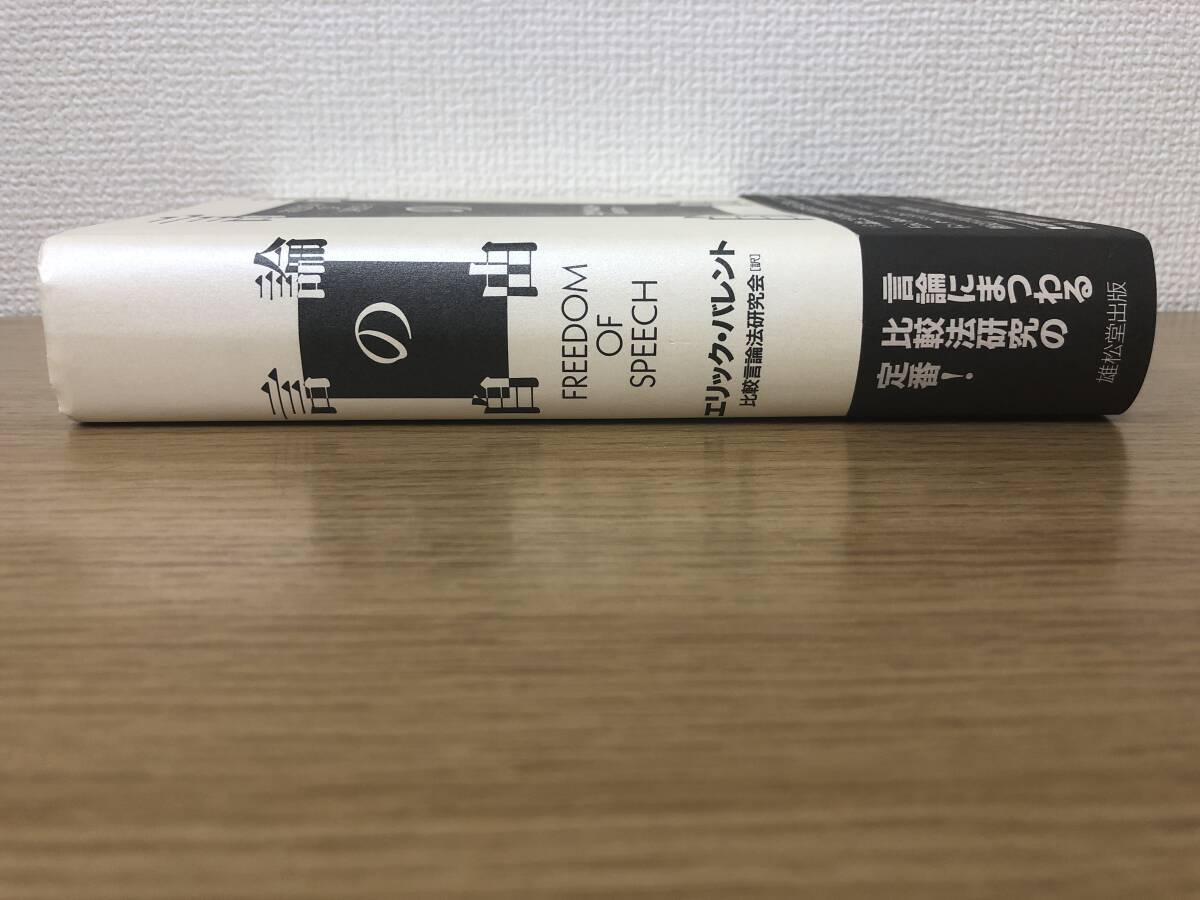 言論
の
自由
FREEDOM
OF
SPEECH
エリック・バレント
比較言論法研究会[訳]
言論にまつわる
比較法研究の
定番!
雄松堂出版